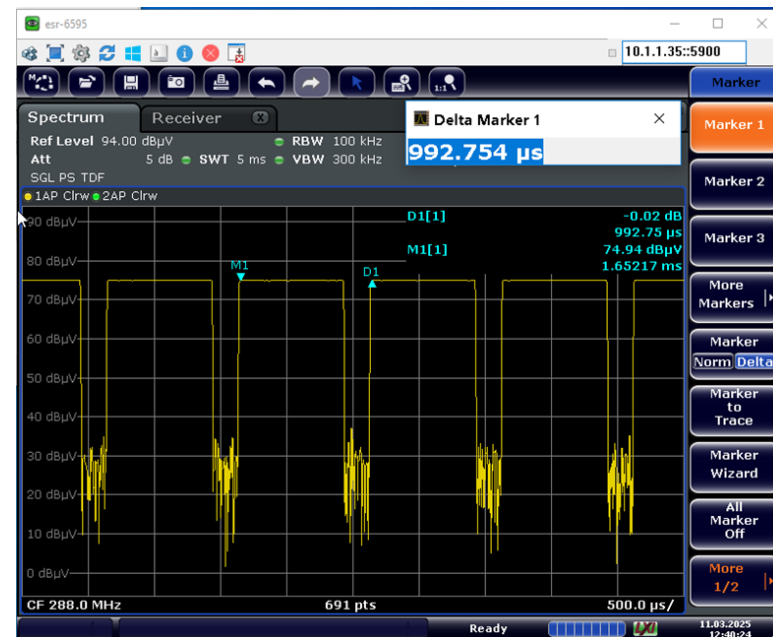 esr-6595
10.1.1.35::5900
Marker
Spectrum
Receiver
Delta Marker 1
992.754 µs
Ref Level 94.00 dBµV
RBW 100 kHz
Att 5 dB SWT 5 ms VBW 300 kHz
SGL PS TDF
1AP Clrw 2AP Clrw
D1[1] -0.02 dB
992.75 µs
M1[1] 74.94 dBµV
1.65217 ms
90 dBµV
80 dBµV
M1
D1
70 dBµV
60 dBµV
50 dBµV
40 dBµV
30 dBµV
20 dBµV
10 dBµV
0 dBµV
CF 288.0 MHz
691 pts
500.0 µs/
Marker 1
Marker 2
Marker 3
More
Markers
Marker
Norm Delta
Marker
to
Trace
Marker
Wizard
All
Marker
Off
More
1/2
Ready
LXI
11.03.2025
12:40:24